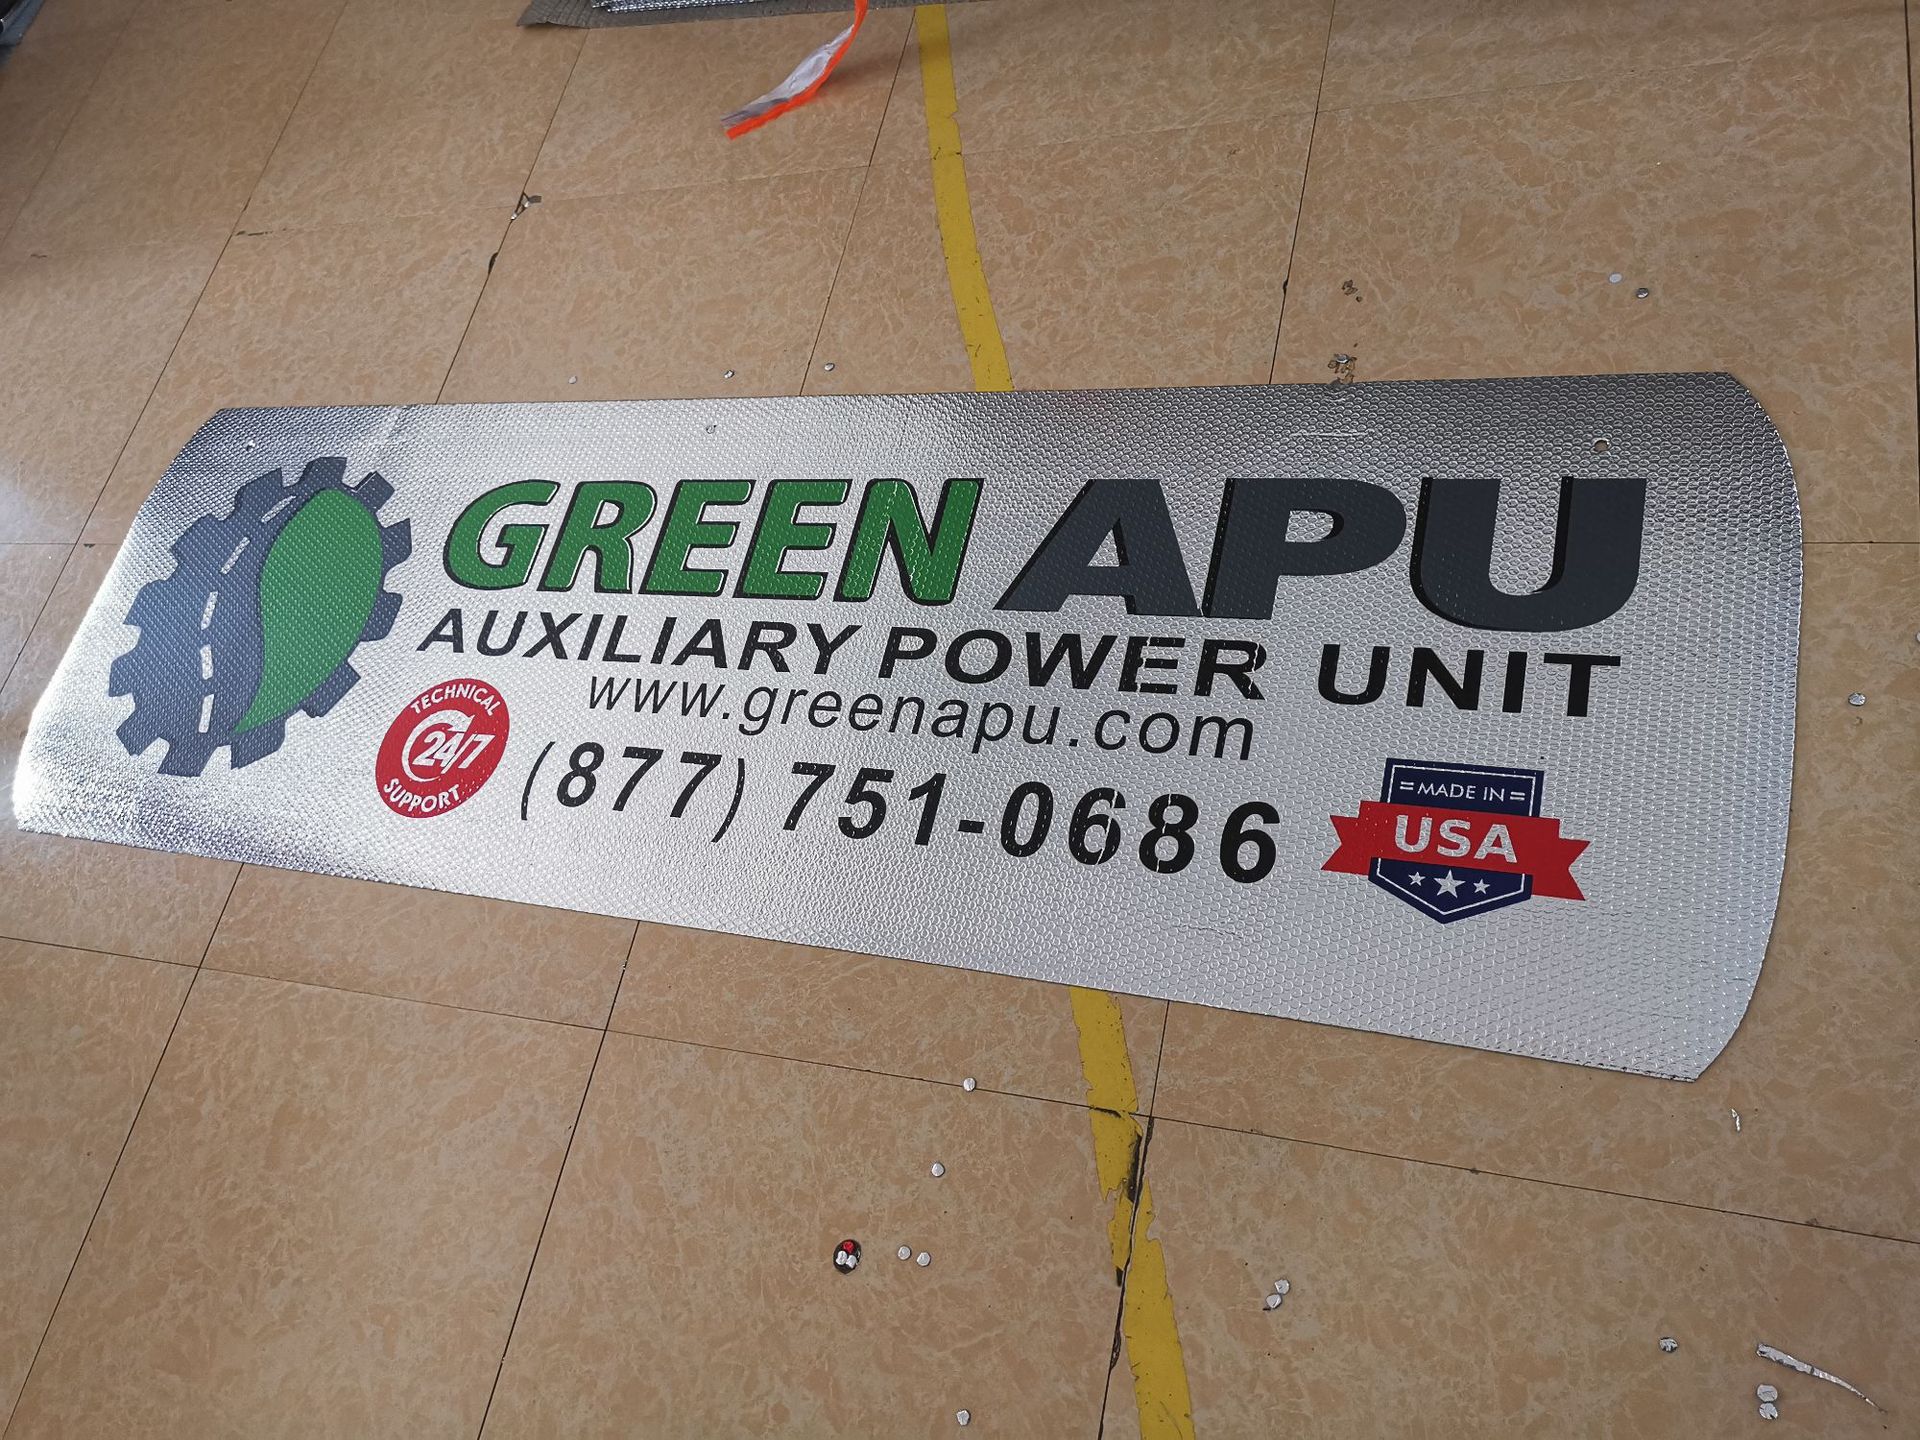 GREEN APU
AUXILIARY POWER UNIT
www.greenapu.com
TECHNICAL
24/7
SUPPORT
(877) 751-0686
MADE IN
USA